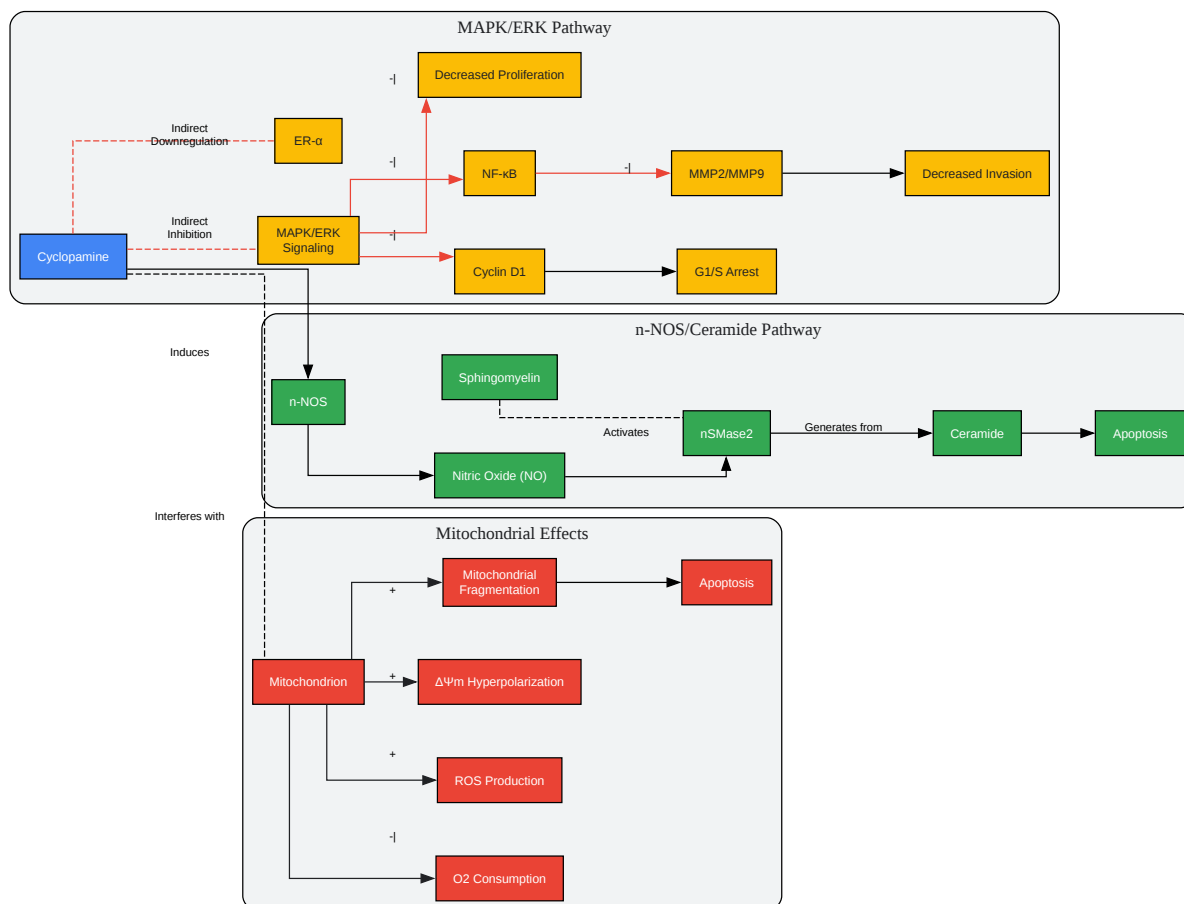 MAPK/ERK Pathway
-|
Decreased Proliferation
Indirect
Downregulation
ER-α
-|
NF-κB
-|
MMP2/MMP9
Decreased Invasion
Indirect
Inhibition
MAPK/ERK
Signaling
-|
Cyclopamine
Cyclin D1
G1/S Arrest
n-NOS/Ceramide Pathway
Induces
Sphingomyelin
n-NOS
Activates
nSMase2
Generates from
Ceramide
Apoptosis
Nitric Oxide (NO)
Interferes with
Mitochondrial Effects
Mitochondrial
Fragmentation
+
Apoptosis
Mitochondrion
+
ΔΨm Hyperpolarization
+
ROS Production
-|
O2 Consumption